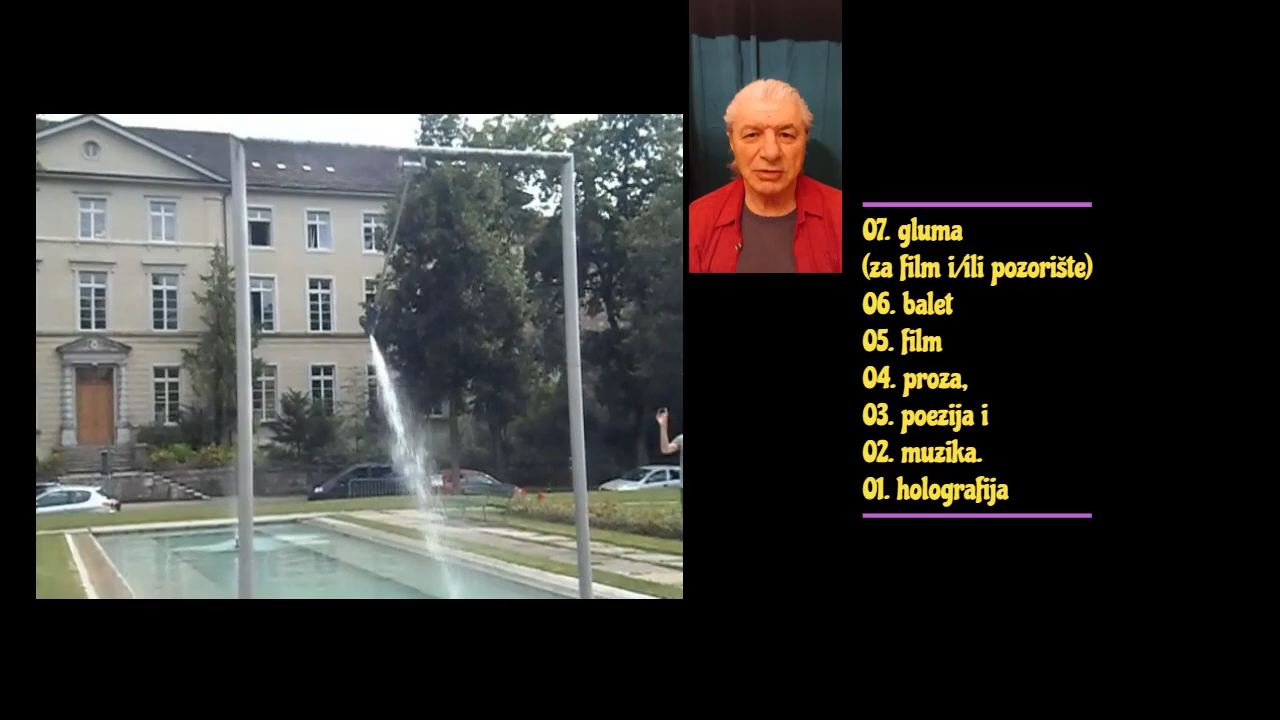 07. gluma
(za film i/ili pozorište)
06. balet
05. film
04. proza,
03. poezija i
02. muzika.
01. holografija